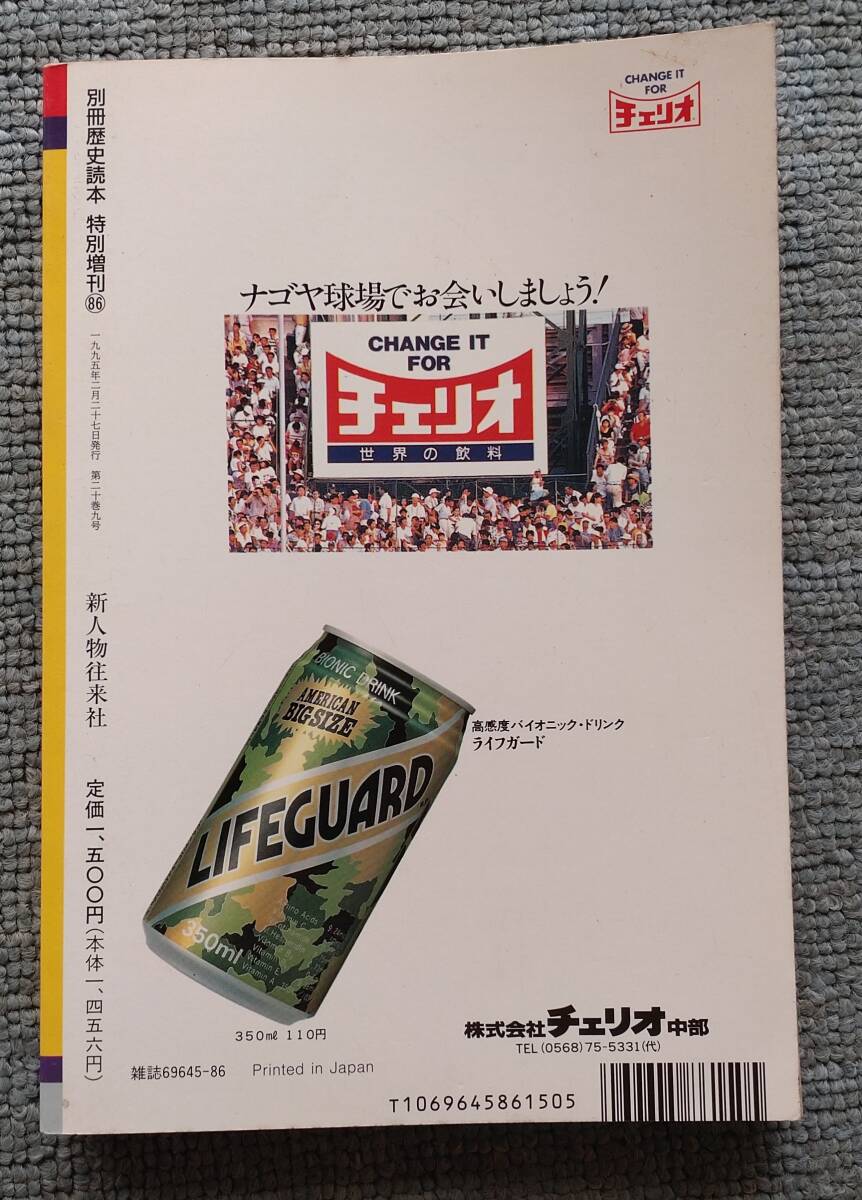 別冊歴史読本 特別増刊86
一九九五年二月二十七日発行 第二十巻九号
新人物往来社
定価一、五〇〇円(本体一、四五六円)
CHANGE IT
FOR
チェリオ
ナゴヤ球場でお会いしましょう!
CHANGE IT
FOR
チェリオ
世界の飲料
BIONIC DRINK
AMERICAN
BIG SIZE
LIFEGUARD
350ml
Vitamin E
Vitamin A
高感度バイオニック・ドリンク
ライフガード
350㎖ 110円
株式会社チェリオ中部
TEL (0568) 75-5331(代)
雑誌69645-86 Printed in Japan
T1069645861505